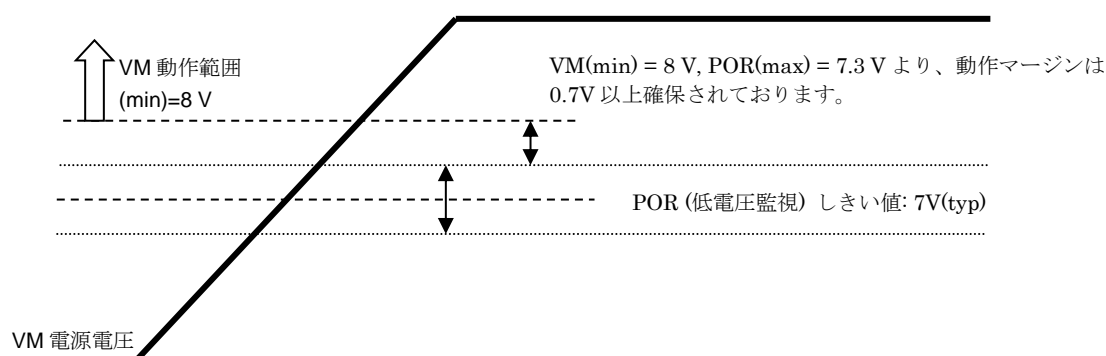 VM 動作範囲
(min)=8 V
VM(min) = 8 V, POR(max) = 7.3 V より、動作マージンは
0.7V 以上確保されております。
POR (低電圧監視) しきい値: 7V(typ)
VM 電源電圧